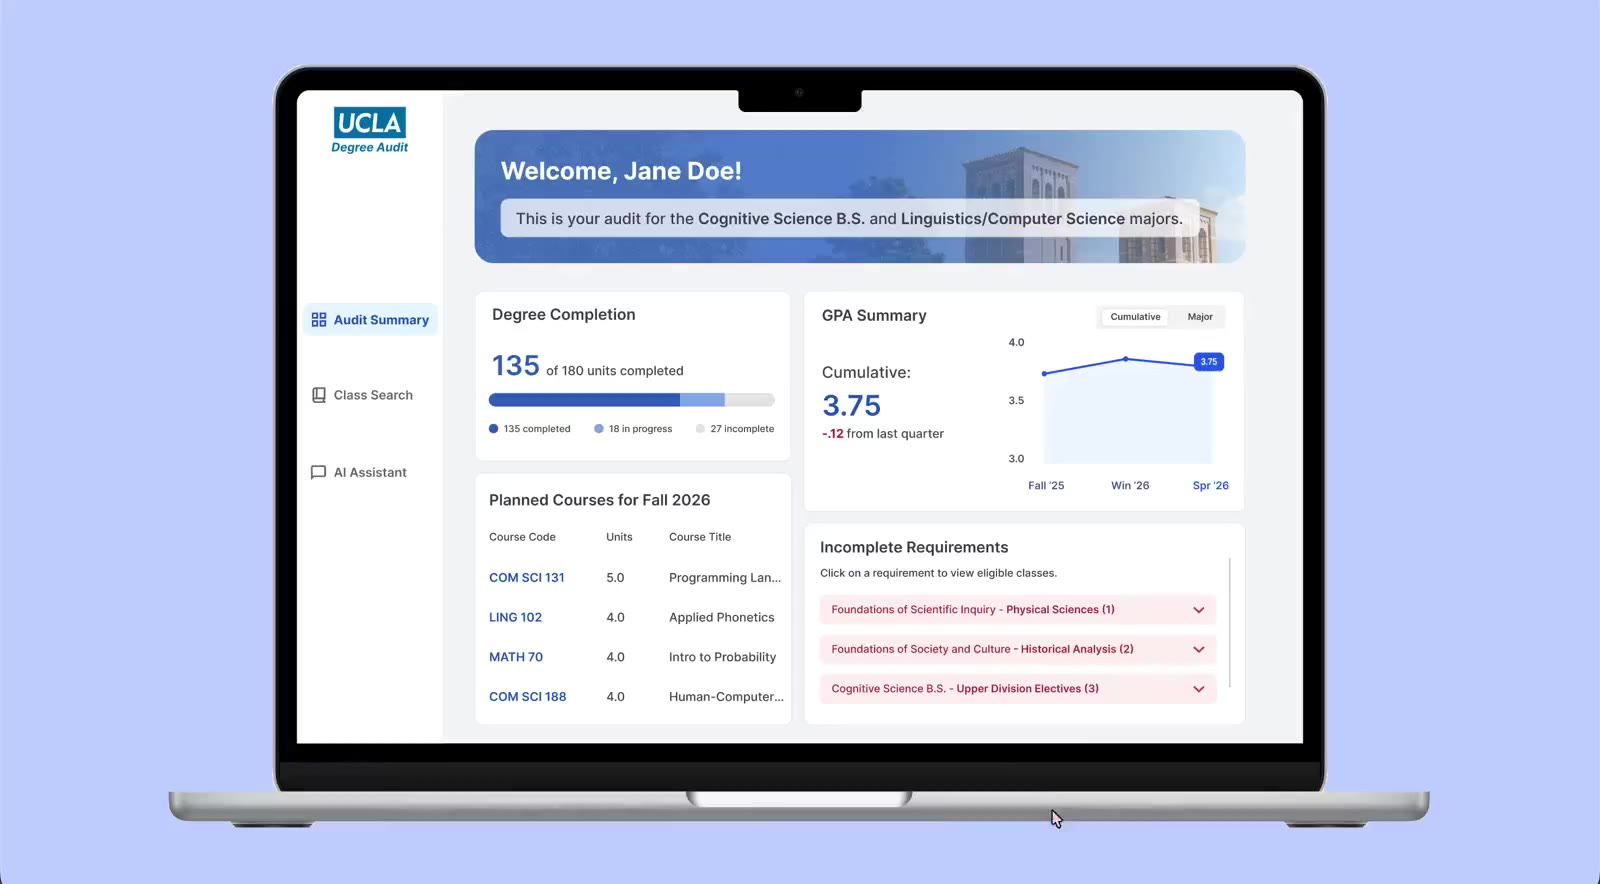 UCLA
Degree Audit
Audit Summary
Class Search
AI Assistant
Welcome, Jane Doe!
This is your audit for the Cognitive Science B.S. and Linguistics/Computer Science majors.
Degree Completion
135 of 180 units completed
135 completed 18 in progress 27 incomplete
GPA Summary
Cumulative Major
Cumulative:
3.75
-.12 from last quarter
4.0
3.5
3.0
3.75
Fall '25 Win '26 Spr '26
Planned Courses for Fall 2026
Course Code Units Course Title
COM SCI 131 5.0 Programming Lan...
LING 102 4.0 Applied Phonetics
MATH 70 4.0 Intro to Probability
COM SCI 188 4.0 Human-Computer...
Incomplete Requirements
Click on a requirement to view eligible classes.
Foundations of Scientific Inquiry - Physical Sciences (1)
Foundations of Society and Culture - Historical Analysis (2)
Cognitive Science B.S. - Upper Division Electives (3)